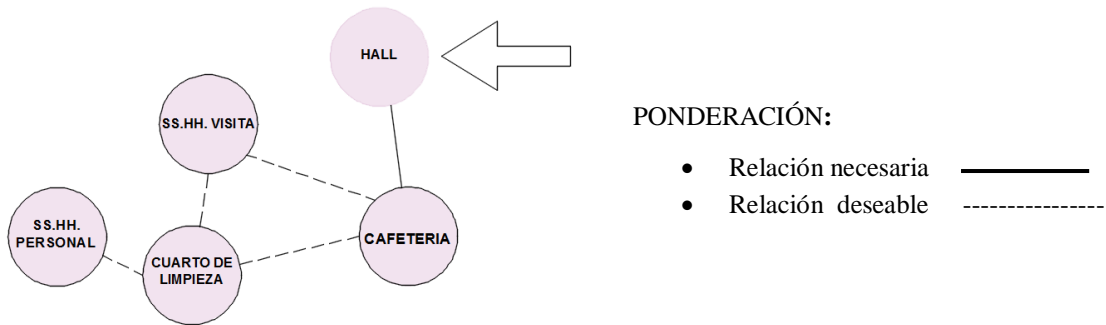 HALL
SS.HH. VISITA
SS.HH.
PERSONAL
CUARTO DE
LIMPIEZA
CAFETERIA
PONDERACIÓN:
• Relación necesaria
• Relación deseable